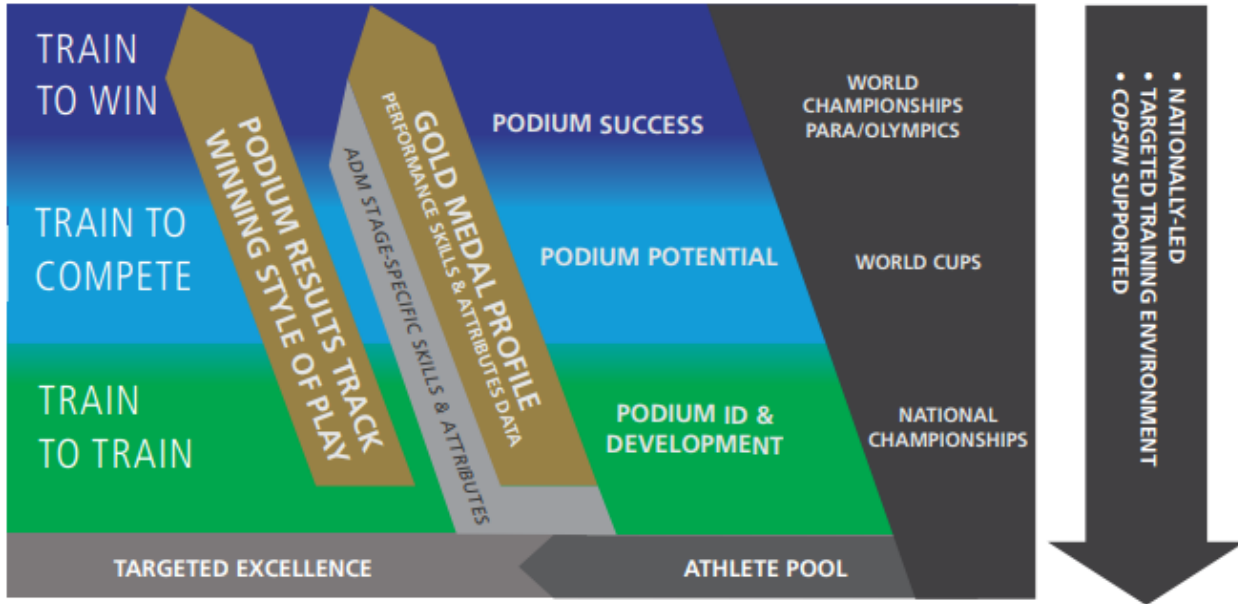 TRAIN
TO WIN
PODIUM RESULTS TRACK
WINNING STYLE OF PLAY
ADM STAGE-SPECIFIC SKILLS & ATTRIBUTES
GOLD MEDAL PROFILE
PERFORMANCE SKILLS & ATTRIBUTES DATA
PODIUM SUCCESS
WORLD
CHAMPIONSHIPS
PARA/OLYMPICS
TRAIN TO
COMPETE
PODIUM POTENTIAL
WORLD CUPS
TRAIN
TO TRAIN
PODIUM ID &
DEVELOPMENT
NATIONAL
CHAMPIONSHIPS
TARGETED EXCELLENCE
ATHLETE POOL
• NATIONALLY-LED
• TARGETED TRAINING ENVIRONMENT
• COPSIN SUPPORTED